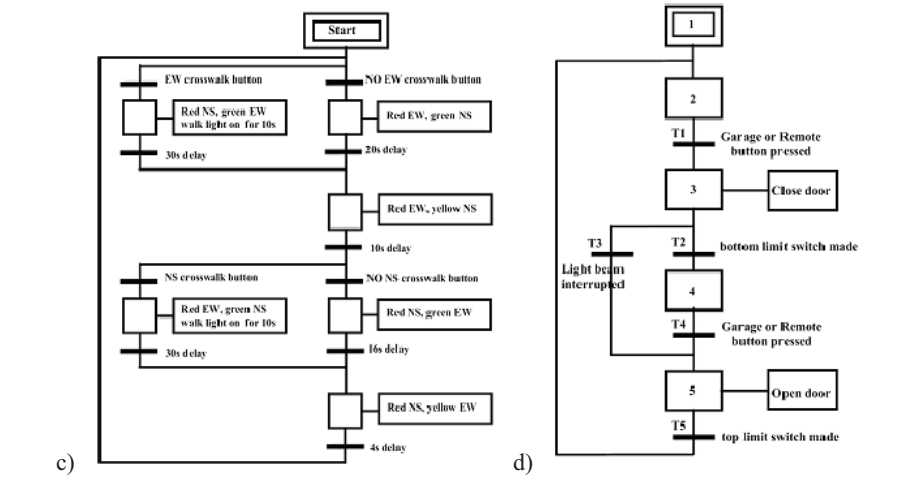 Start
EW crosswalk button
NO EW crosswalk button
Red NS, green EW
walk light on for 10s
Red EW, green NS
30s delay
20s delay
Red EW, yellow NS
10s delay
NS crosswalk button
NO NS crosswalk button
Red EW, green NS
walk light on for 10s
Red NS, green EW
30s delay
16s delay
Red NS, yellow EW
4s delay
c)
1
2
T1
Garage or Remote
button pressed
3
Close door
T3
T2
bottom limit switch made
Light beam
interrupted
4
T4
Garage or Remote
button pressed
5
Open door
T5
top limit switch made
d)